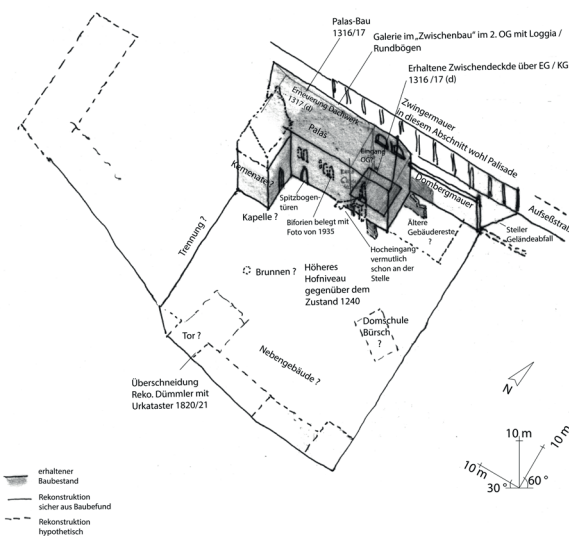 Palas-Bau
1316/17
Galerie im „Zwischenbau" im 2. OG mit Loggia /
Rundbögen
Erhaltene Zwischendeckde über EG / KG
1316 /17 (d)
Erneuerung Dachwerk
1317 (d)
Zwingermauer
in diesem Abschnitt wohl Palisade
Palas
Eingang
OG
Kemenate ?
Dombergmauer
Aufseßstraß
Spitzbogen-
türen
Kapelle ?
Biforien belegt mit
Foto von 1935
Ältere
Gebäudereste
?
Steiler
Geländeabfall
Hocheingang
vermutlich
schon an der
Stelle
Trennung ?
Brunnen ?
Höheres
Hofniveau
gegenüber dem
Zustand 1240
Domschule
Bürsch
?
Tor ?
Nebengebäude ?
Überschneidung
Reko. Dümmler mit
Urkataster 1820/21
N
10 m
10 m
10 m
30°
60°
erhaltener
Baubestand
Rekonstruktion
sicher aus Baubefund
Rekonstruktion
hypothetisch